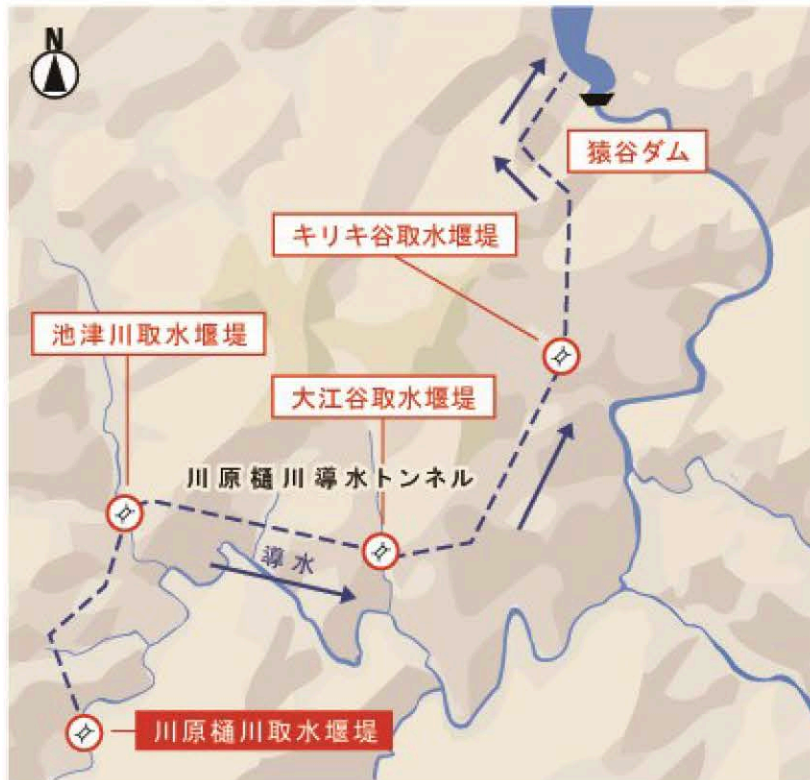 N
猿谷ダム
キリキ谷取水堰堤
池津川取水堰堤
大江谷取水堰堤
川原樋川導水トンネル
導水
川原樋川取水堰堤